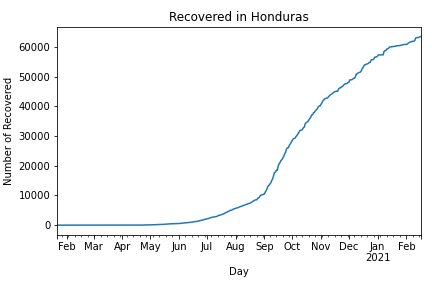 Recovered in Honduras
Number of Recovered
60000
50000
40000
30000
20000
10000
0
Feb Mar Apr May Jun Jul Aug Sep Oct Nov Dec Jan Feb
2021
Day